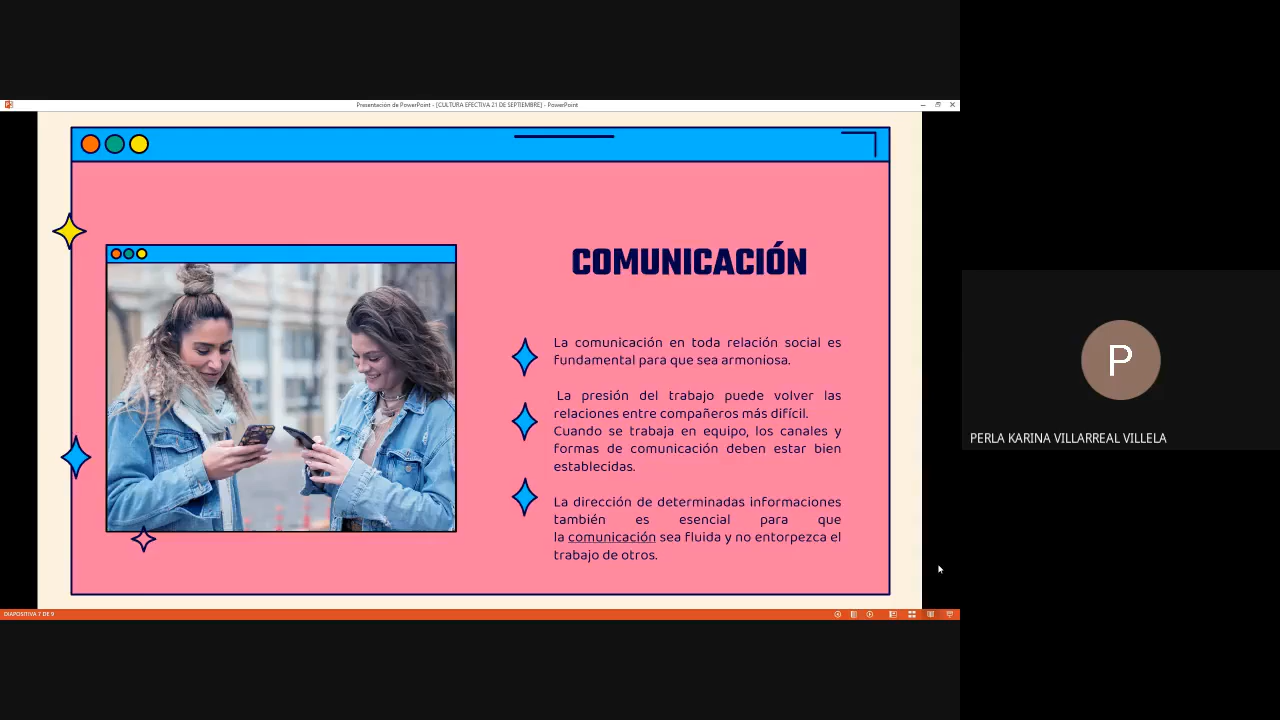 Presentación de PowerPoint - [CULTURA EFECTIVA 21 DE SEPTIEMBRE] - PowerPoint
COMUNICACIÓN
La comunicación en toda relación social es
fundamental para que sea armoniosa.
La presión del trabajo puede volver las
relaciones entre compañeros más difícil.
Cuando se trabaja en equipo, los canales y
formas de comunicación deben estar bien
establecidas.
La dirección de determinadas informaciones
también es esencial para que
la comunicación sea fluida y no entorpezca el
trabajo de otros.
DIAPOSITIVA 7 DE 9
P
PERLA KARINA VILLARREAL VILLELA